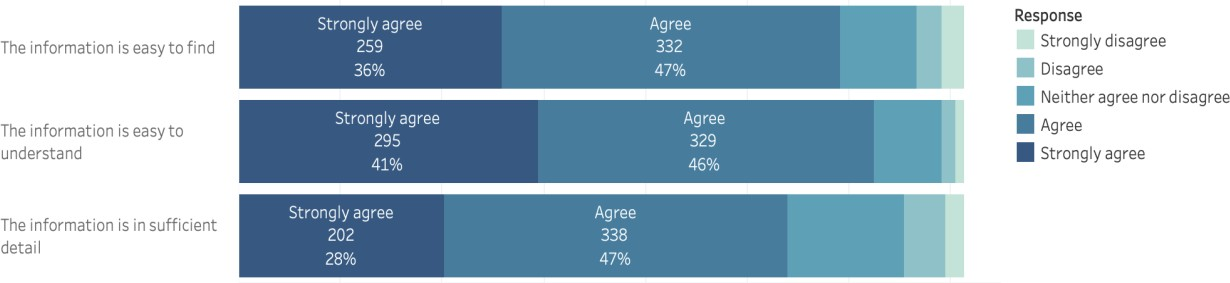 The information is easy to find
Strongly agree
259
36%
Agree
332
47%
The information is easy to
understand
Strongly agree
295
41%
Agree
329
46%
The information is in sufficient
detail
Strongly agree
202
28%
Agree
338
47%
Response
Strongly disagree
Disagree
Neither agree nor disagree
Agree
Strongly agree